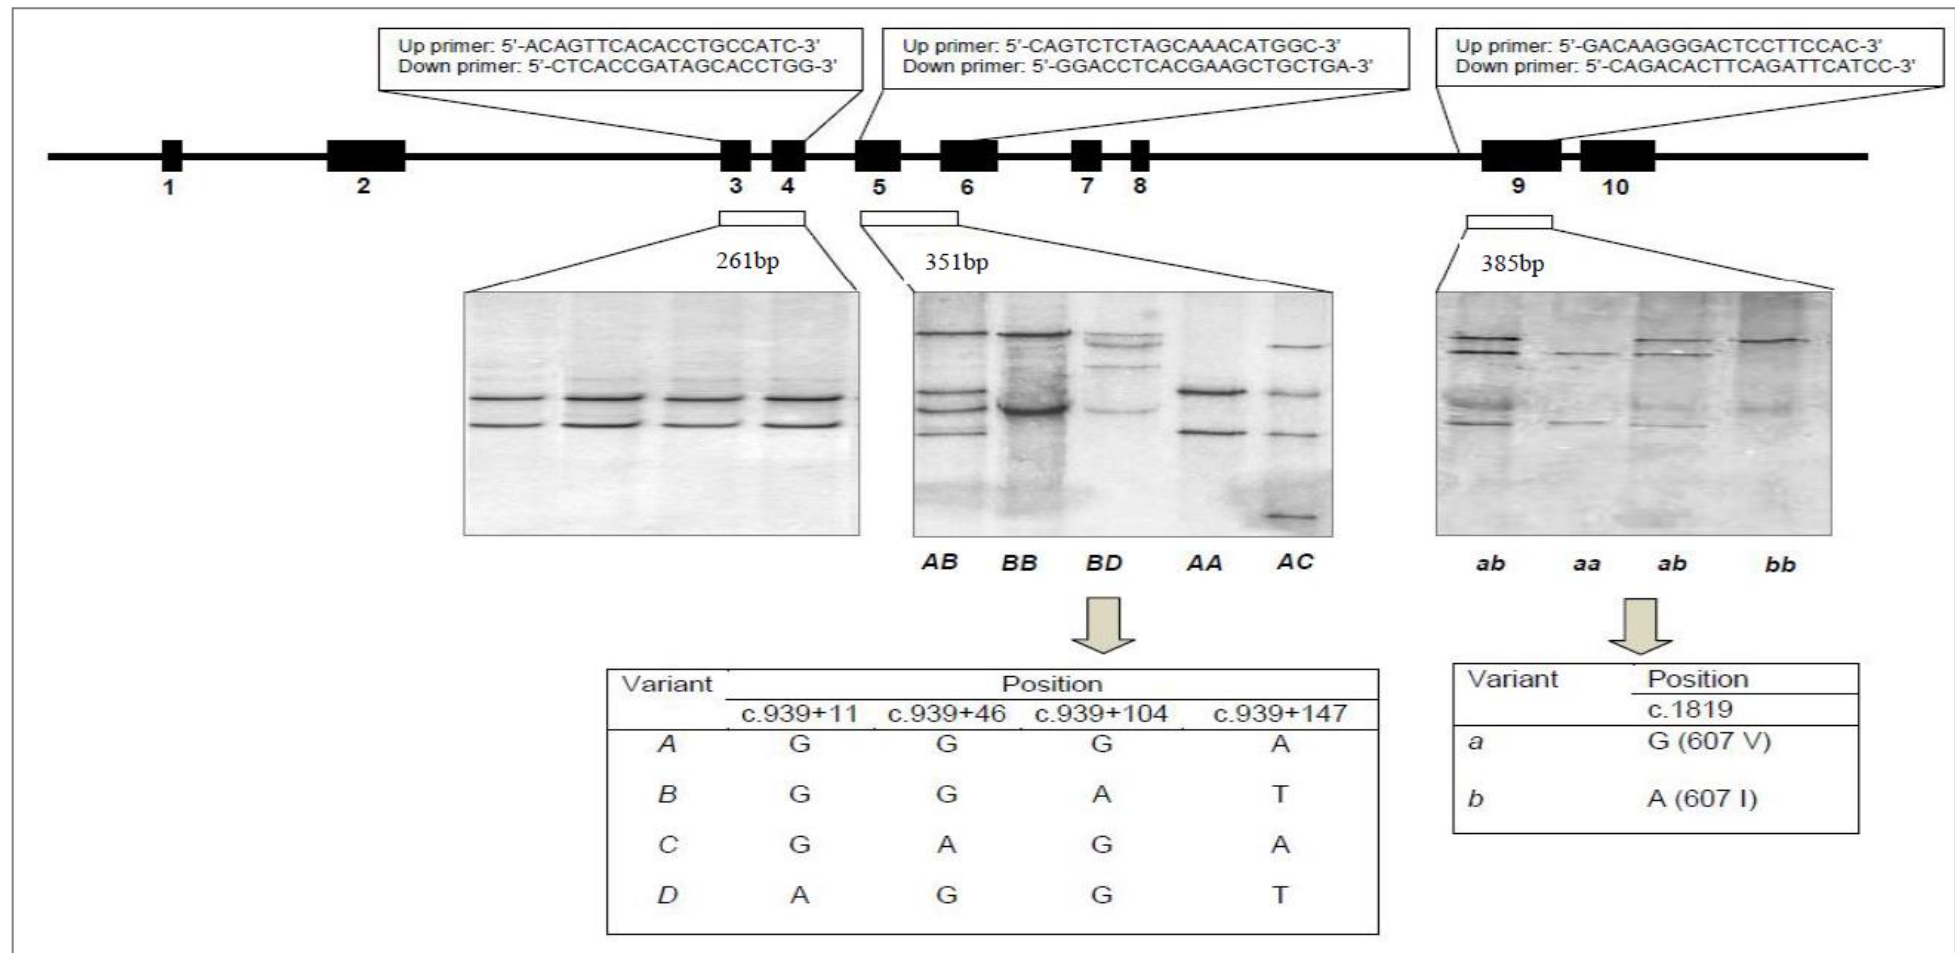 Up primer: 5'-ACAGTTCACACCTGCCATC-3'
Down primer: 5'-CTCACCGATAGCACCTGG-3'
Up primer: 5'-CAGTCTCTAGCAAACATGGC-3'
Down primer: 5'-GGACCTCACGAAGCTGCTGA-3'
Up primer: 5'-GACAAGGGACTCCTTCCAC-3'
Down primer: 5'-CAGACACTTCAGATTCATCC-3'
1 2 3 4 5 6 7 8 9 10
261bp 351bp 385bp
AB BB BD AA AC
ab aa ab bb
Variant Position
c.939+11 c.939+46 c.939+104 c.939+147
A G G G A
B G G A T
C G A G A
D A G G T
Variant Position
c.1819
a G (607 V)
b A (607 I)